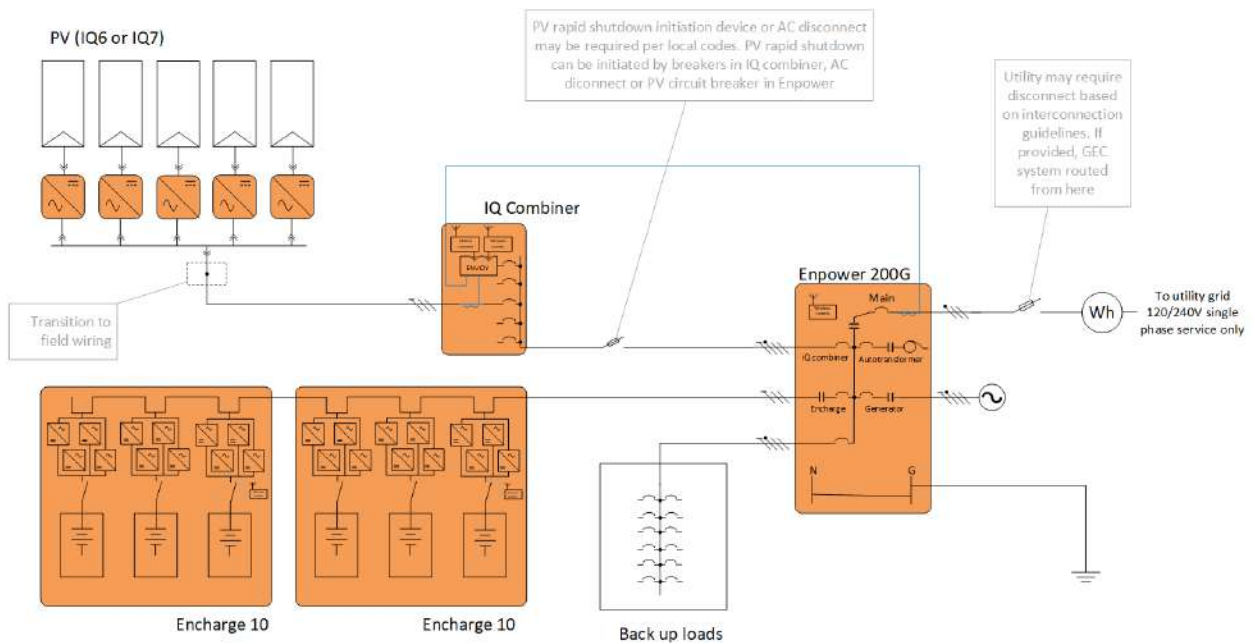 PV (IQ6 or IQ7)
PV rapid shutdown initiation device or AC disconnect
may be required per local codes. PV rapid shutdown
can be initiated by breakers in IQ combiner, AC
diconnect or PV circuit breaker in Enpower
Utility may require
disconnect based
on interconnection
guidelines. If
provided, GEC
system routed
from here
IQ Combiner
ENVOY
Transition to
field wiring
Enpower 200G
Main
Wh
To utility grid
120/240V single
phase service only
IQ combiner
Autotransformer
Encharge
Generator
N
G
Encharge 10
Encharge 10
Back up loads